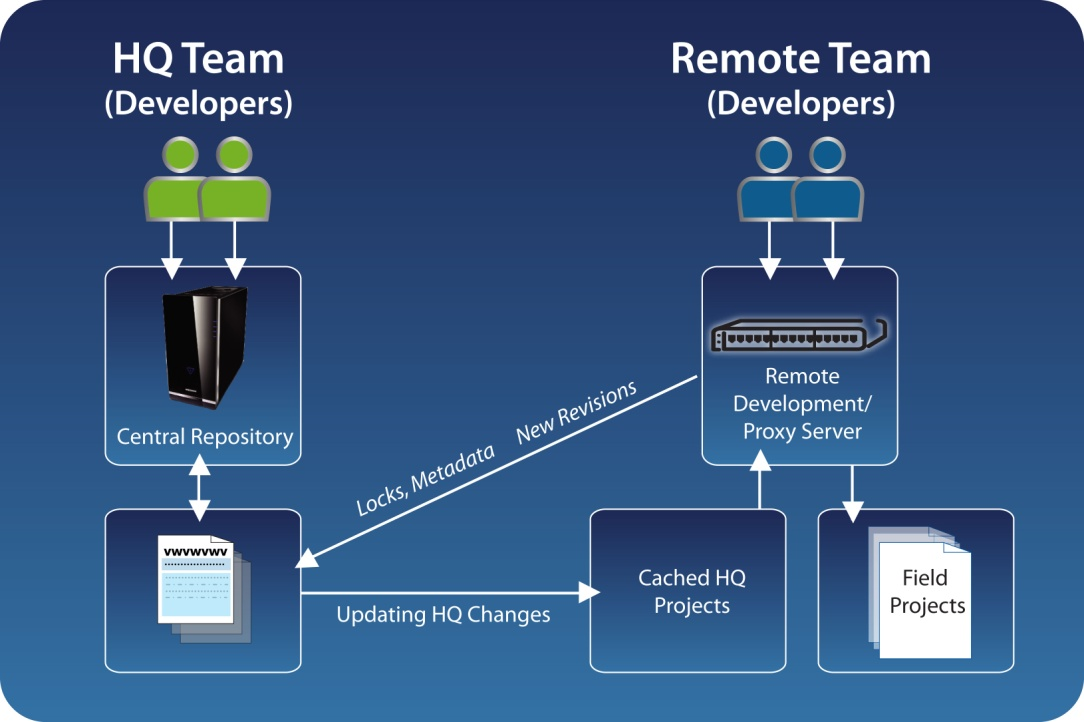 HQ Team
(Developers)
Remote Team
(Developers)
Central Repository
Remote
Development/
Proxy Server
Locks, Metadata New Revisions
vwvwvwv
Updating HQ Changes
Cached HQ
Projects
Field
Projects